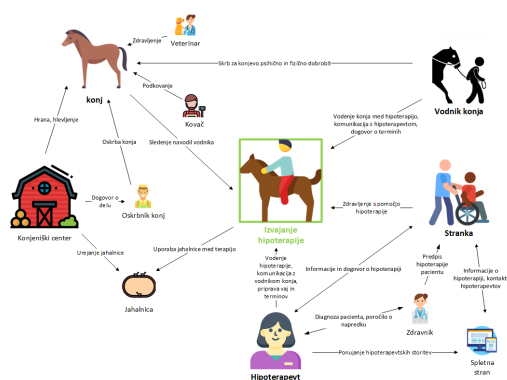 Zdravljenje
Veterinar
Skrb za konjevo psihično in fizično dobrobit
konj
Podkovanje
Kovač
Vodnik konja
Hrana, hlevljenje
Oskrba konja
Sledenje navodil vodnika
Vodenje konja med hipoterapijo,
komunikacija s hipoterapevtom,
dogovor o terminih
Dogovor o
delu
Oskrbnik konj
Konjeniški center
Izvajanje
hipoterapije
Zdravljenje s pomočjo
hipoterapije
Stranka
Urejanje jahalnice
Uporaba jahalnice med terapijo
Jahalnica
Vodenje
hipoterapije,
komunikacija z
vodnikom konja,
priprava vaj in
terminov
Informacije in dogovor o hipoterapiji
Predpis
hipoterapije
pacientu
Informacije o
hipoterapiji, kontakt
hipoterapevtov
Diagnoza pacienta, poročilo o
napredku
Zdravnik
Ponujanje hipoterapevtskih storitev
Spletna
stran
Hipoterapevt